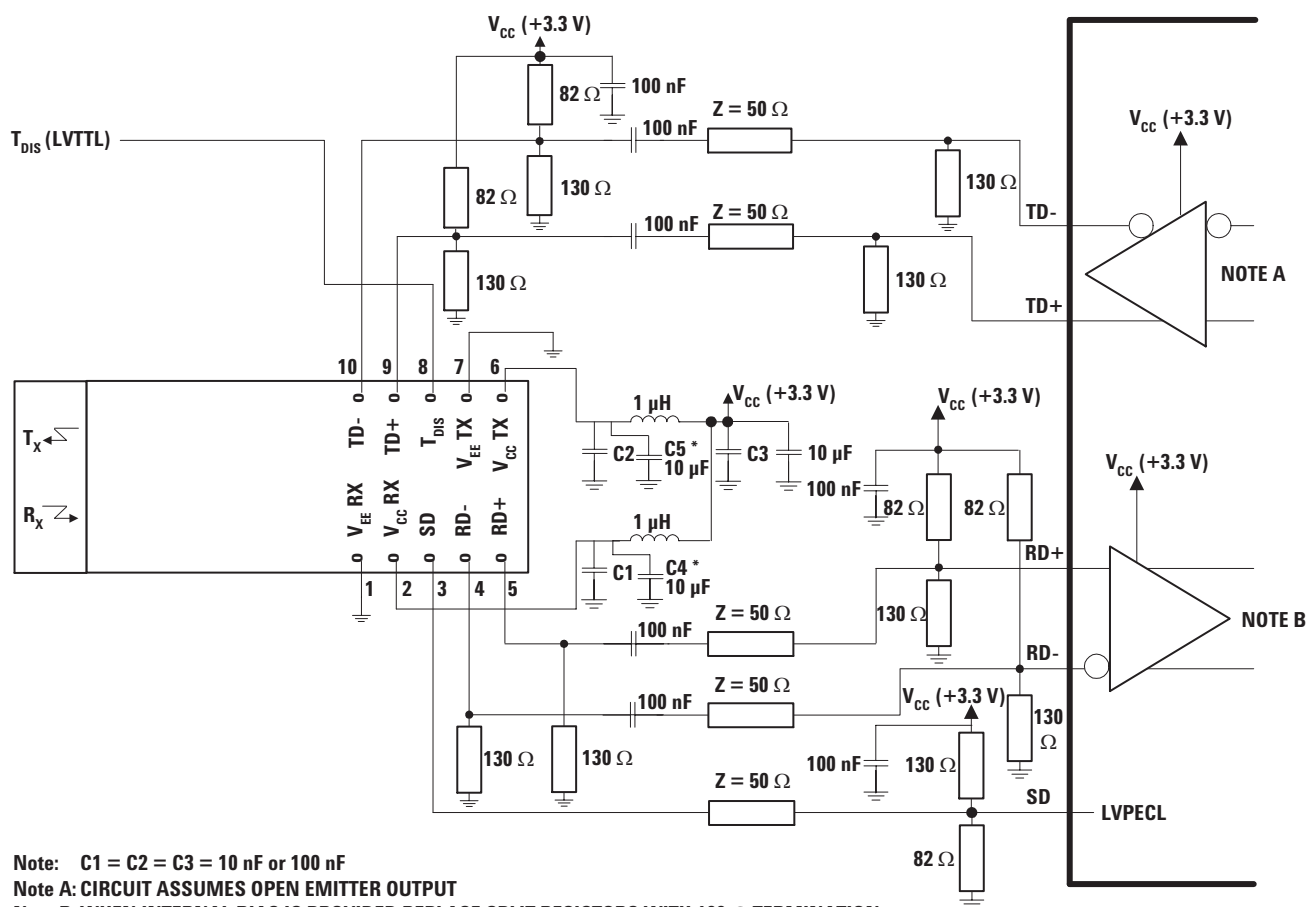 V_CC (+3.3 V)
82 Ω
100 nF
T_DIS (LVTTL)
100 nF
Z = 50 Ω
V_CC (+3.3 V)
82 Ω
130 Ω
130 Ω
100 nF
Z = 50 Ω
TD-
130 Ω
130 Ω
NOTE A
TD+
10 9 8 7 6
TD- TD+ T_DIS V_EE TX V_CC TX
o o o o o
T_X
R_X
V_EE RX V_CC RX SD RD- RD+
o o o o o
1 2 3 4 5
1 µH
V_CC (+3.3 V)
C2
C5 *
10 µF
C3
10 µF
1 µH
C1
C4 *
10 µF
V_CC (+3.3 V)
100 nF
82 Ω
82 Ω
V_CC (+3.3 V)
RD+
130 Ω
NOTE B
RD-
100 nF
Z = 50 Ω
100 nF
Z = 50 Ω
V_CC (+3.3 V)
130
Ω
130 Ω
130 Ω
100 nF
130 Ω
Z = 50 Ω
SD
LVPECL
82 Ω
Note: C1 = C2 = C3 = 10 nF or 100 nF
Note A: CIRCUIT ASSUMES OPEN EMITTER OUTPUT